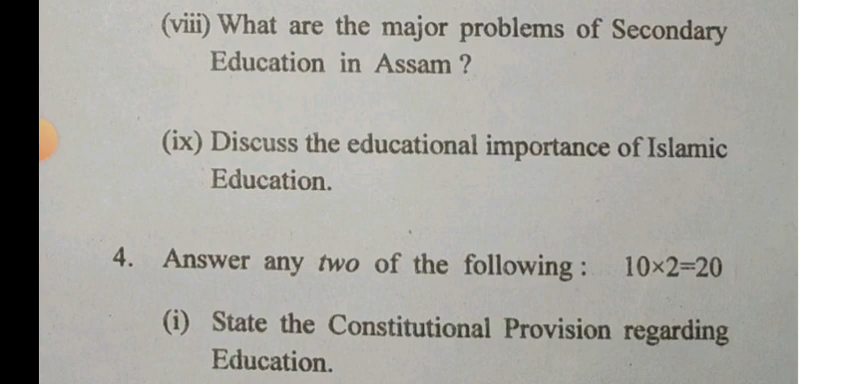 (viii) What are the major problems of Secondary
Education in Assam ?
(ix) Discuss the educational importance of Islamic
Education.
4. Answer any two of the following : 10×2=20
(i) State the Constitutional Provision regarding
Education.